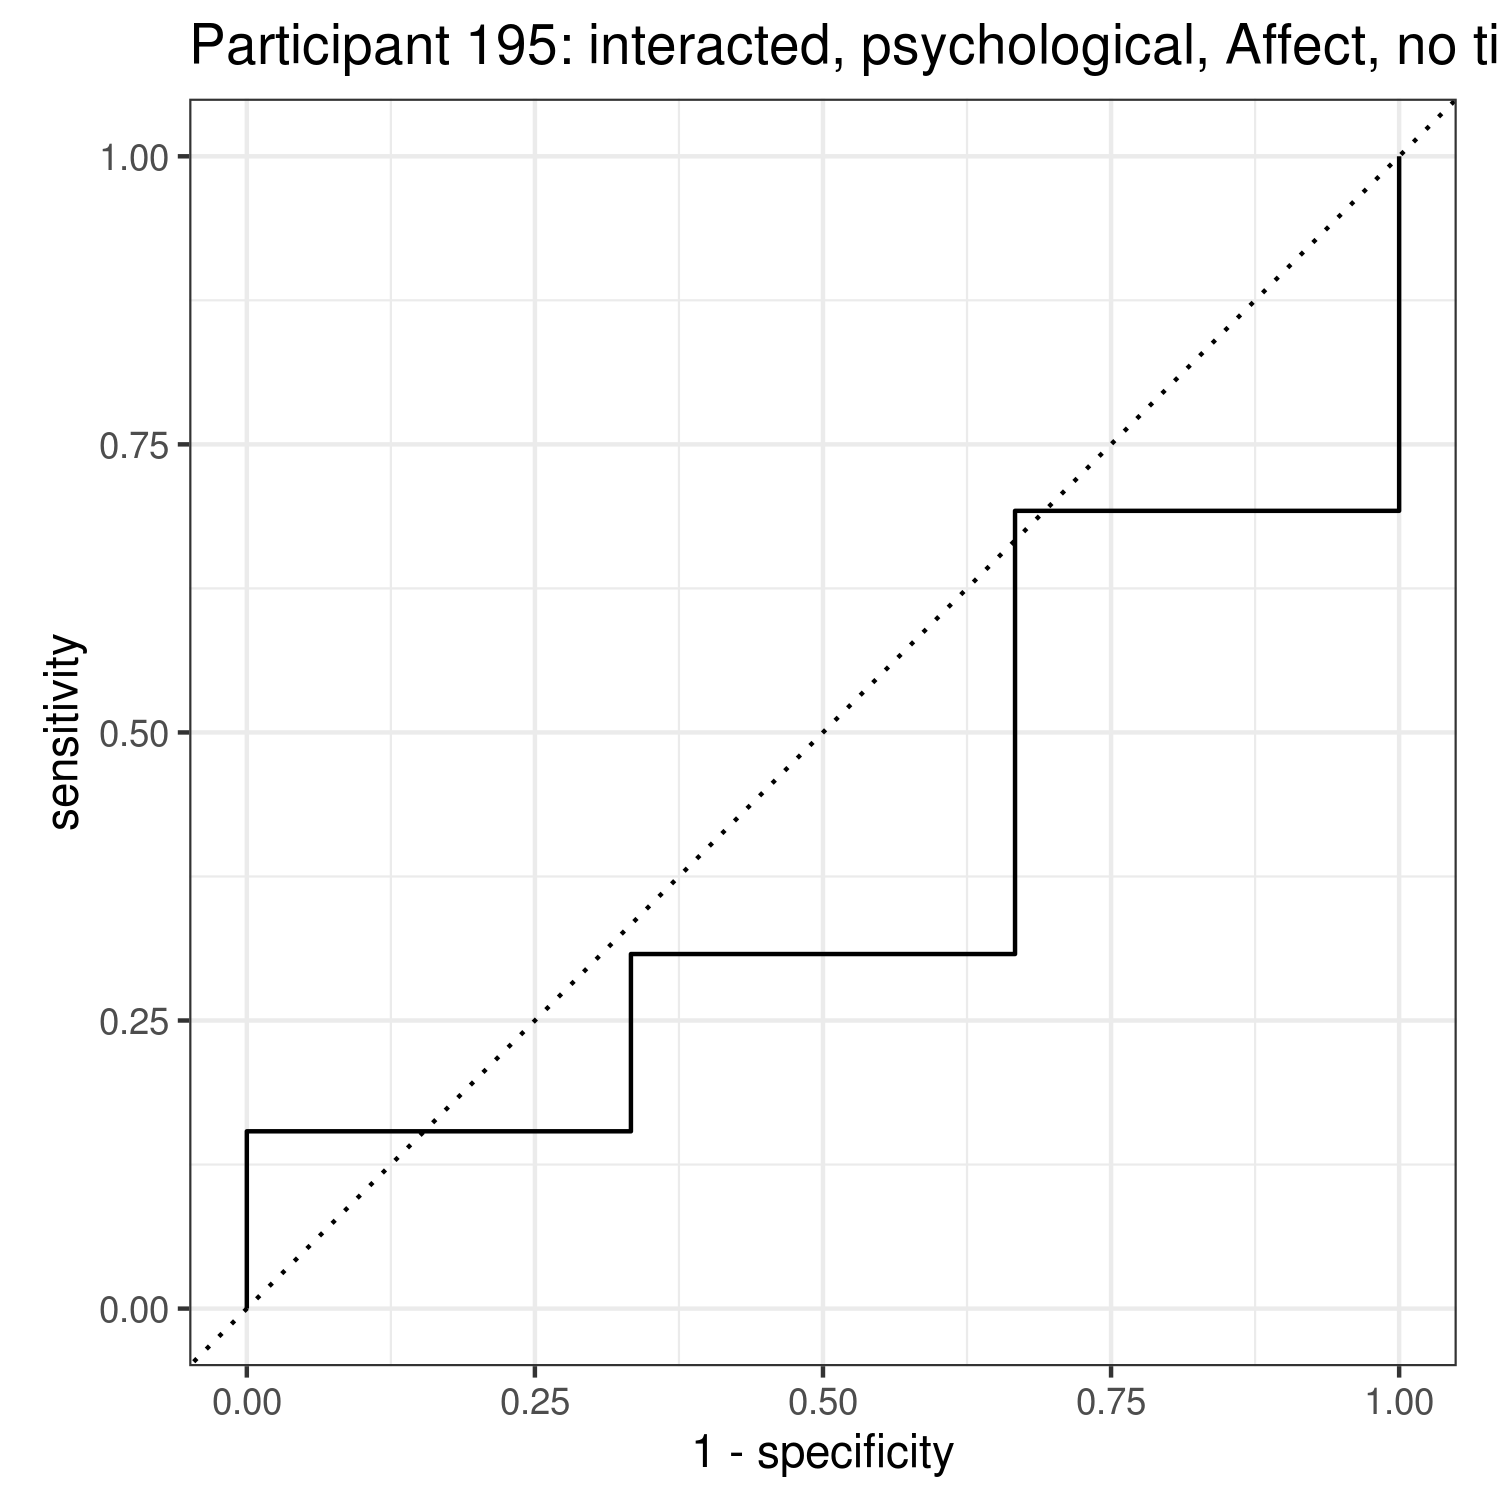 Participant 195: interacted, psychological, Affect, no ti
1.00
0.75
0.50
0.25
0.00
sensitivity
0.00 0.25 0.50 0.75 1.00
1 - specificity